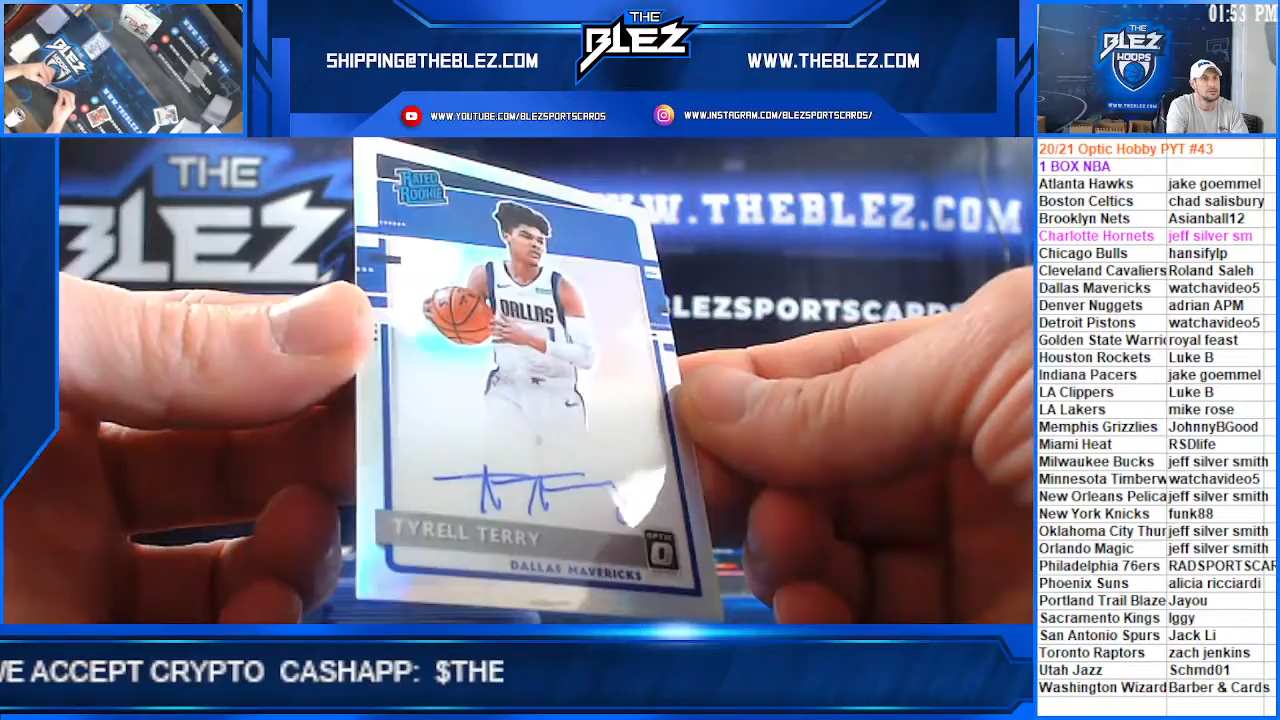 01:53 PM
SHIPPING@THEBLEZ.COM
THE
BLEZ
WWW.THEBLEZ.COM
WWW.YOUTUBE.COM/BLEZSPORTSCARDS
WWW.INSTAGRAM.COM/BLEZSPORTSCARDS/
THE
BLEZ
HOOPS
WWW.THEBLEZ.COM
THE
BLEZ
W.THEBLEZ.COM
BLEZSPORTSCARDS
RATED
ROOKIE
DALLAS
1
TYRELL TERRY
OPTIC
DALLAS MAVERICKS
20/21 Optic Hobby PYT #43
1 BOX NBA
Atlanta Hawks jake goemmel
Boston Celtics chad salisbury
Brooklyn Nets Asianball12
Charlotte Hornets jeff silver sm
Chicago Bulls hansifylp
Cleveland Cavaliers Roland Saleh
Dallas Mavericks watchavideo5
Denver Nuggets adrian APM
Detroit Pistons watchavideo5
Golden State Warri royal feast
Houston Rockets Luke B
Indiana Pacers jake goemmel
LA Clippers Luke B
LA Lakers mike rose
Memphis Grizzlies JohnnyBGood
Miami Heat RSDlife
Milwaukee Bucks jeff silver smith
Minnesota Timberw watchavideo5
New Orleans Pelica jeff silver smith
New York Knicks funk88
Oklahoma City Thur jeff silver smith
Orlando Magic jeff silver smith
Philadelphia 76ers RADSPORTSCAR
Phoenix Suns alicia ricciardi
Portland Trail Blaze Jayou
Sacramento Kings Iggy
San Antonio Spurs Jack Li
Toronto Raptors zach jenkins
Utah Jazz Schmd01
Washington Wizard Barber & Cards
WE ACCEPT CRYPTO CASHAPP: $THE